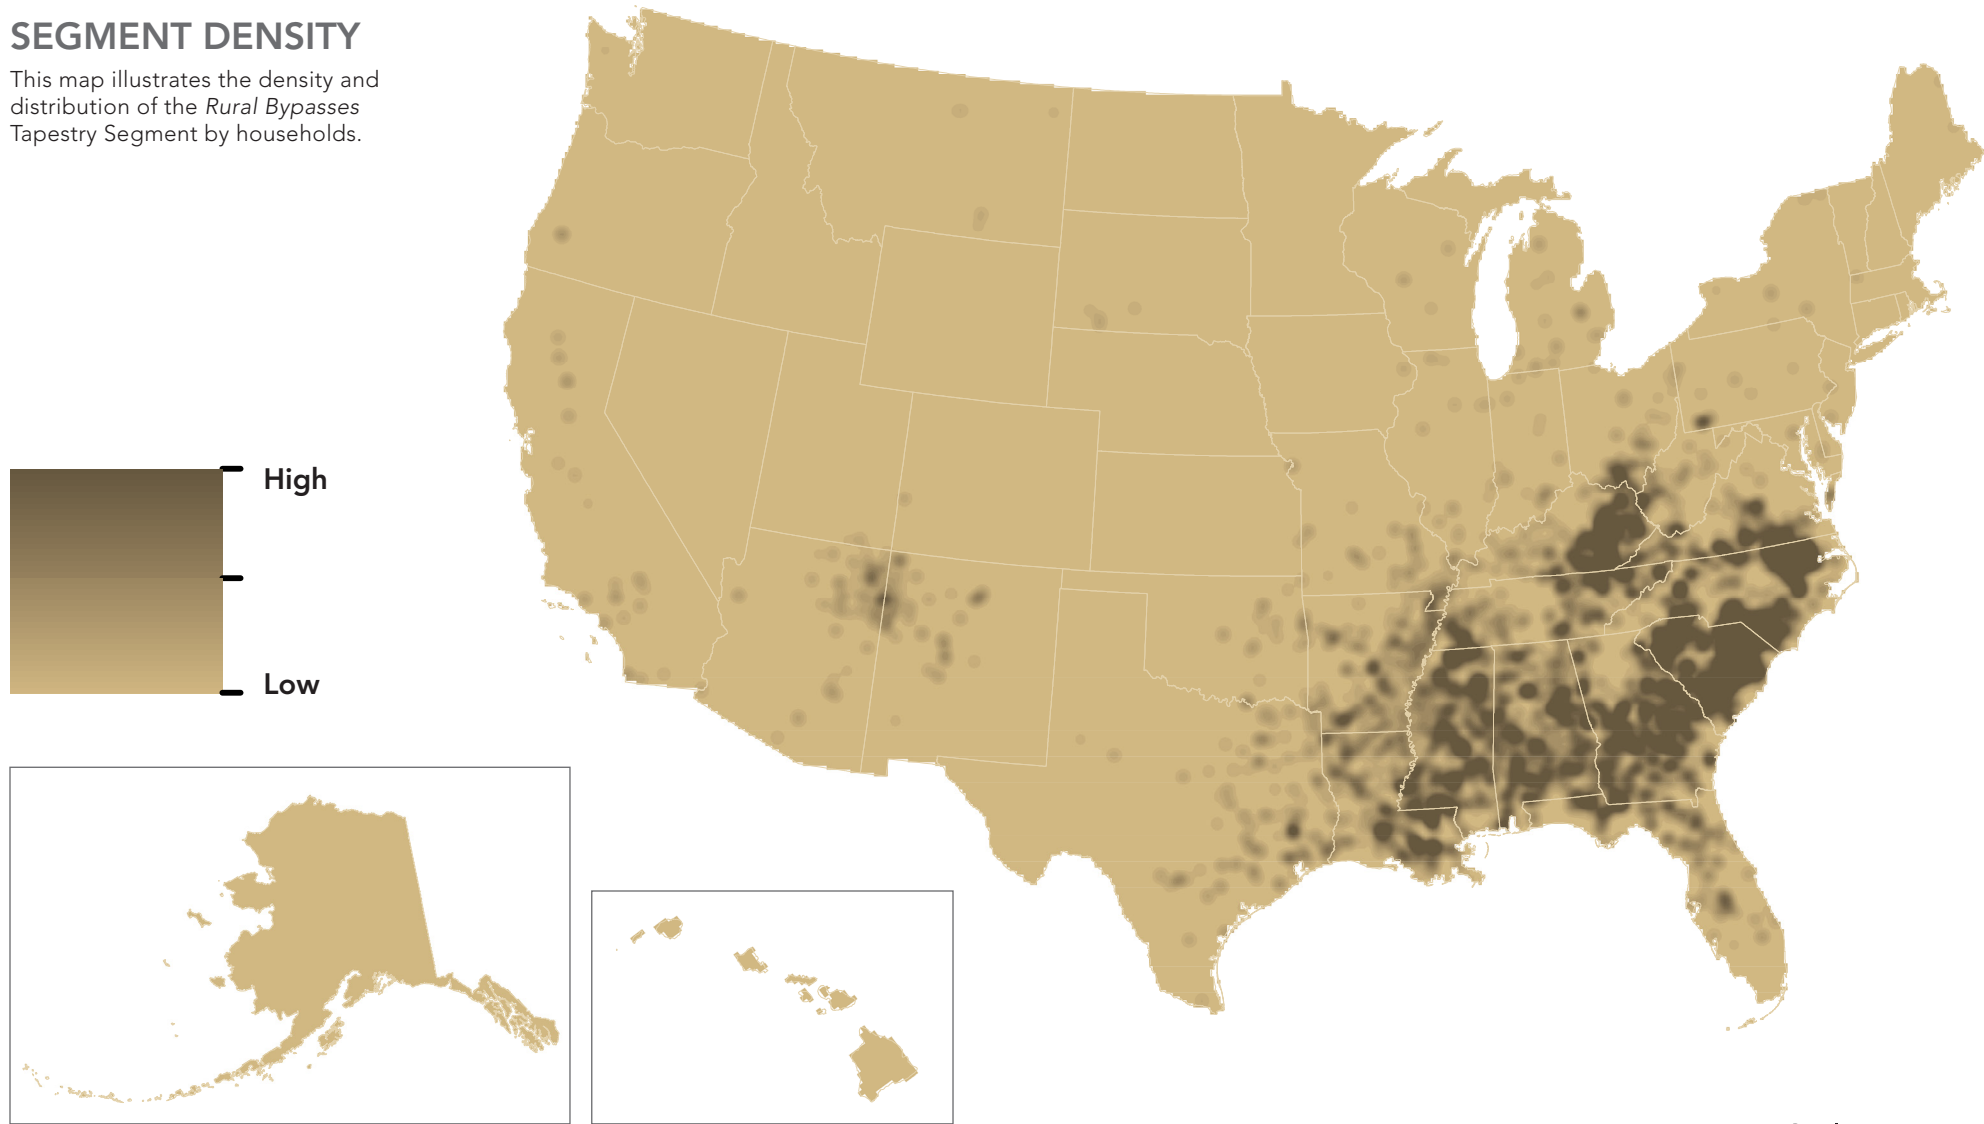 SEGMENT DENSITY
This map illustrates the density and
distribution of the Rural Bypasses
Tapestry Segment by households.
High
Low